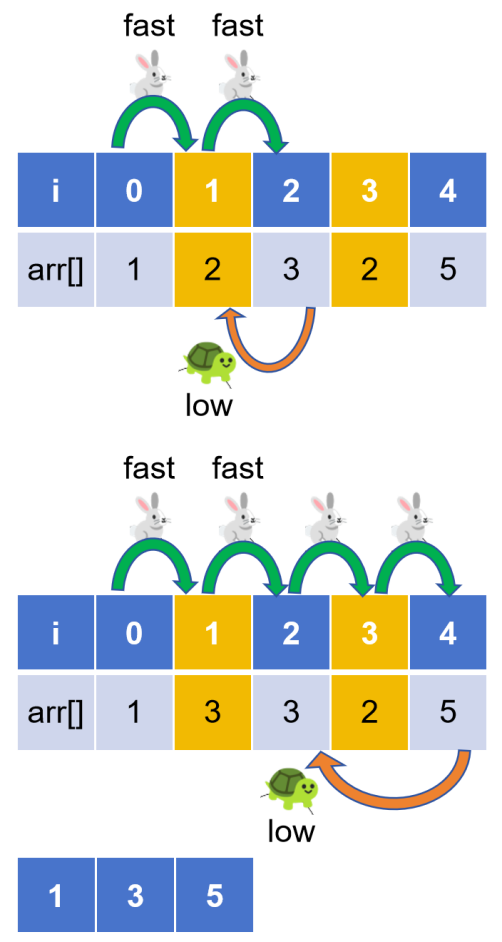 fast fast
i 0 1 2 3 4
arr[] 1 2 3 2 5
low
fast fast
i 0 1 2 3 4
arr[] 1 3 3 2 5
low
1 3 5